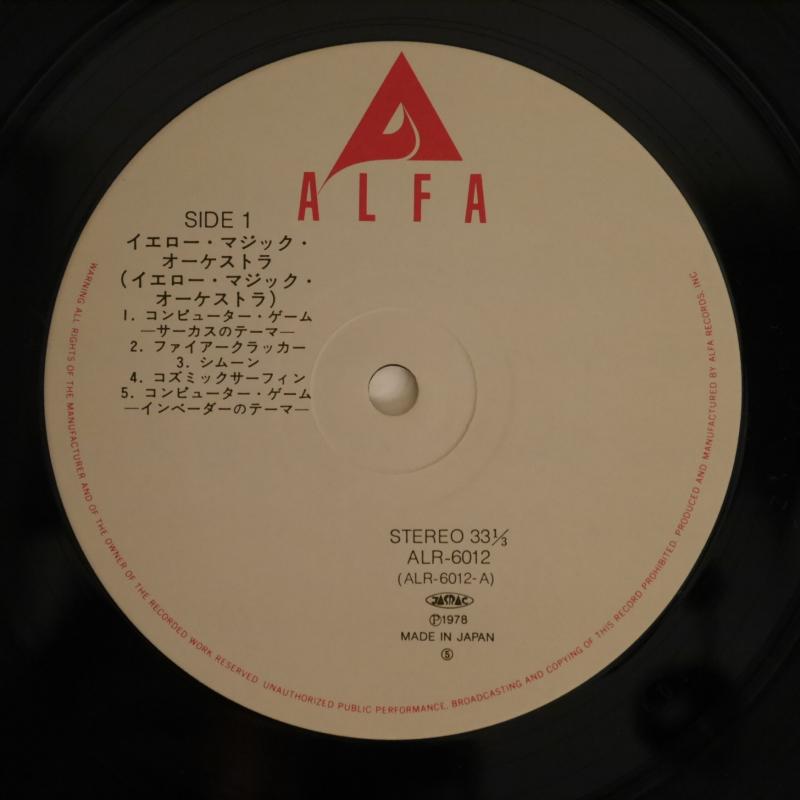 ALFA
SIDE 1
イエロー・マジック・
オーケストラ
(イエロー・マジック・
オーケストラ)
1. コンピューター・ゲーム
—サーカスのテーマ—
2. ファイアークラッカー
3. シムーン
4. コズミックサーフィン
5. コンピューター・ゲーム
—インベーダーのテーマ—
STEREO 33⅓
ALR-6012
(ALR-6012-A)
JASRAC
Ⓟ1978
MADE IN JAPAN
⑤
WARNING ALL RIGHTS OF THE MANUFACTURER AND OF THE OWNER OF THE RECORDED WORK RESERVED. UNAUTHORIZED PUBLIC PERFORMANCE, BROADCASTING AND COPYING OF THIS RECORD PROHIBITED. PRODUCED AND MANUFACTURED BY ALFA RECORDS, INC.